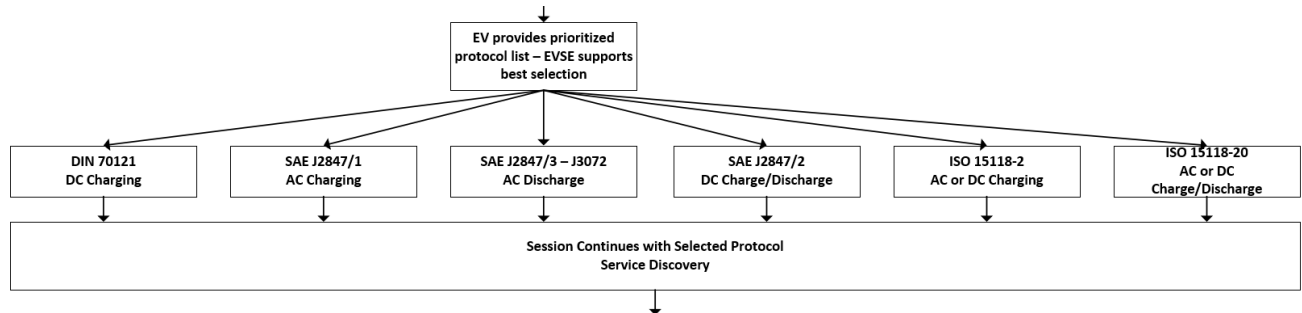 EV provides prioritized
protocol list – EVSE supports
best selection
DIN 70121
DC Charging
SAE J2847/1
AC Charging
SAE J2847/3 – J3072
AC Discharge
SAE J2847/2
DC Charge/Discharge
ISO 15118-2
AC or DC Charging
ISO 15118-20
AC or DC
Charge/Discharge
Session Continues with Selected Protocol
Service Discovery